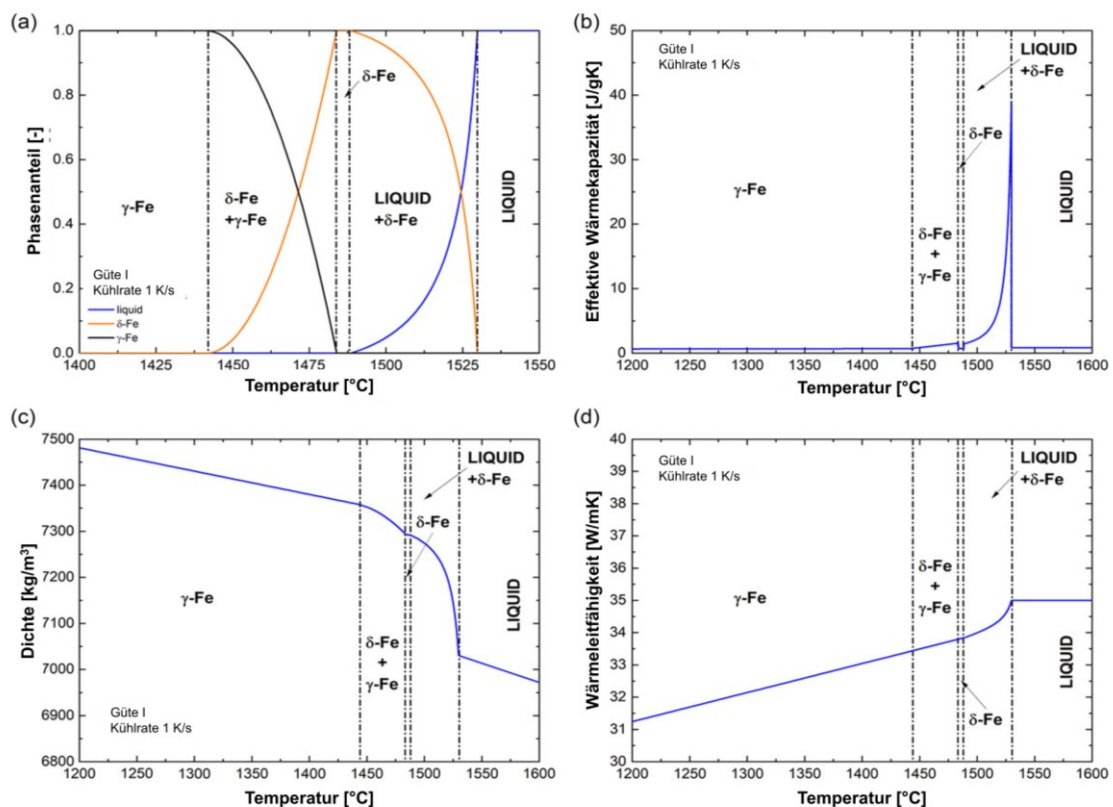 (a)
Phasenanteil [-]
1.0
0.8
0.6
0.4
0.2
0.0
γ-Fe
δ-Fe
+γ-Fe
δ-Fe
LIQUID
+δ-Fe
LIQUID
Güte I
Kühlrate 1 K/s
liquid
δ-Fe
γ-Fe
1400 1425 1450 1475 1500 1525 1550
Temperatur [°C]
(b)
Effektive Wärmekapazität [J/gK]
50
40
30
20
10
0
Güte I
Kühlrate 1 K/s
LIQUID
+δ-Fe
δ-Fe
γ-Fe
δ-Fe
+
γ-Fe
LIQUID
1200 1250 1300 1350 1400 1450 1500 1550 1600
Temperatur [°C]
(c)
Dichte [kg/m³]
7500
7400
7300
7200
7100
7000
6900
6800
LIQUID
+δ-Fe
δ-Fe
γ-Fe
δ-Fe
+
γ-Fe
LIQUID
Güte I
Kühlrate 1 K/s
1200 1250 1300 1350 1400 1450 1500 1550 1600
Temperatur [°C]
(d)
Wärmeleitfähigkeit [W/mK]
40
39
38
37
36
35
34
33
32
31
30
Güte I
Kühlrate 1 K/s
LIQUID
+δ-Fe
γ-Fe
δ-Fe
+
γ-Fe
δ-Fe
LIQUID
1200 1250 1300 1350 1400 1450 1500 1550 1600
Temperatur [°C]